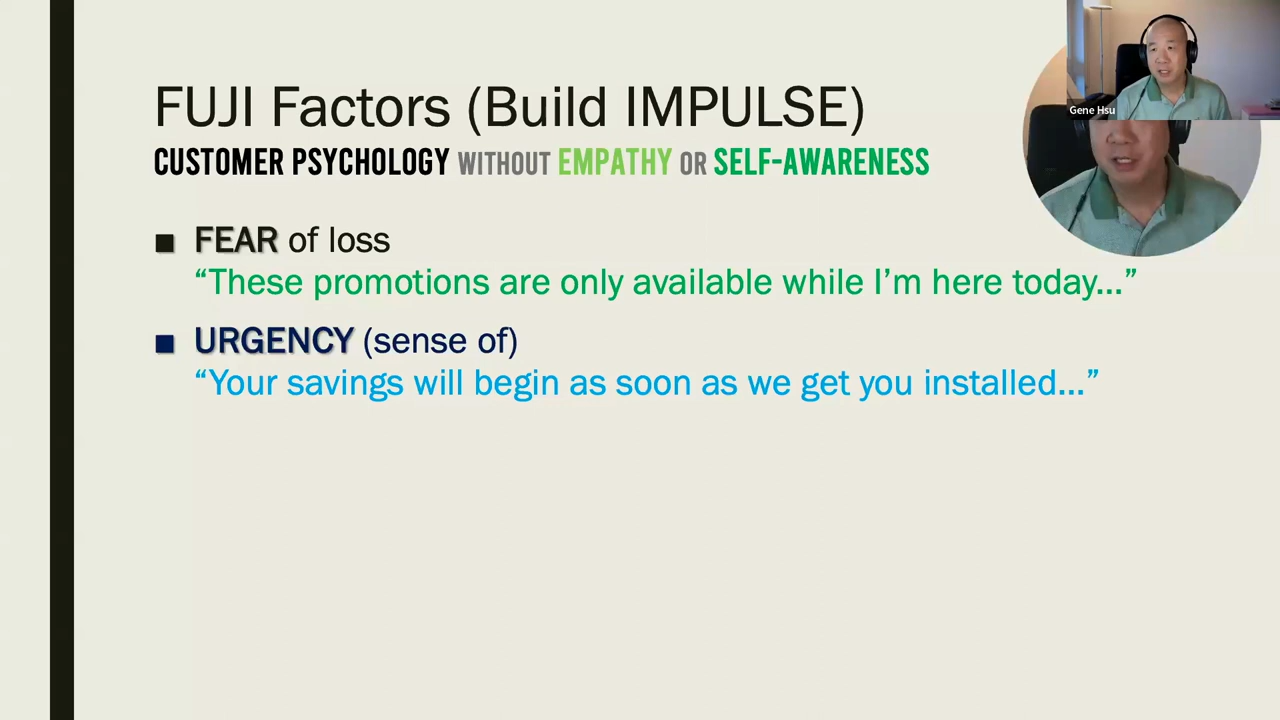 FUJI Factors (Build IMPULSE)
CUSTOMER PSYCHOLOGY WITHOUT EMPATHY OR SELF-AWARENESS
■ FEAR of loss
“These promotions are only available while I’m here today...”
■ URGENCY (sense of)
“Your savings will begin as soon as we get you installed...”
Gene Hsu